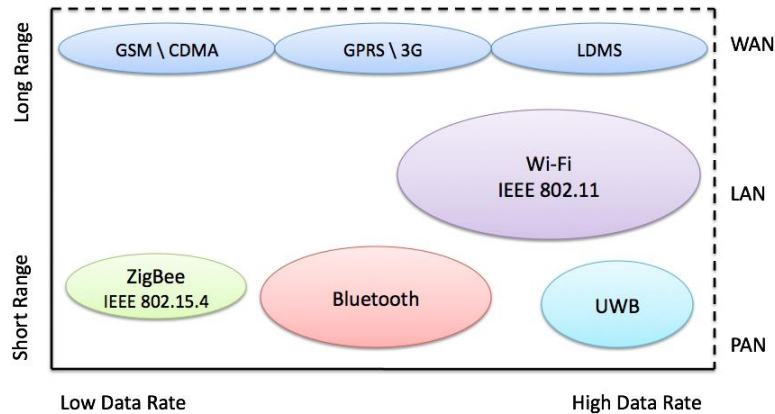 Long Range
GSM \ CDMA
GPRS \ 3G
LDMS
WAN
Wi-Fi
IEEE 802.11
LAN
Short Range
ZigBee
IEEE 802.15.4
Bluetooth
UWB
PAN
Low Data Rate
High Data Rate